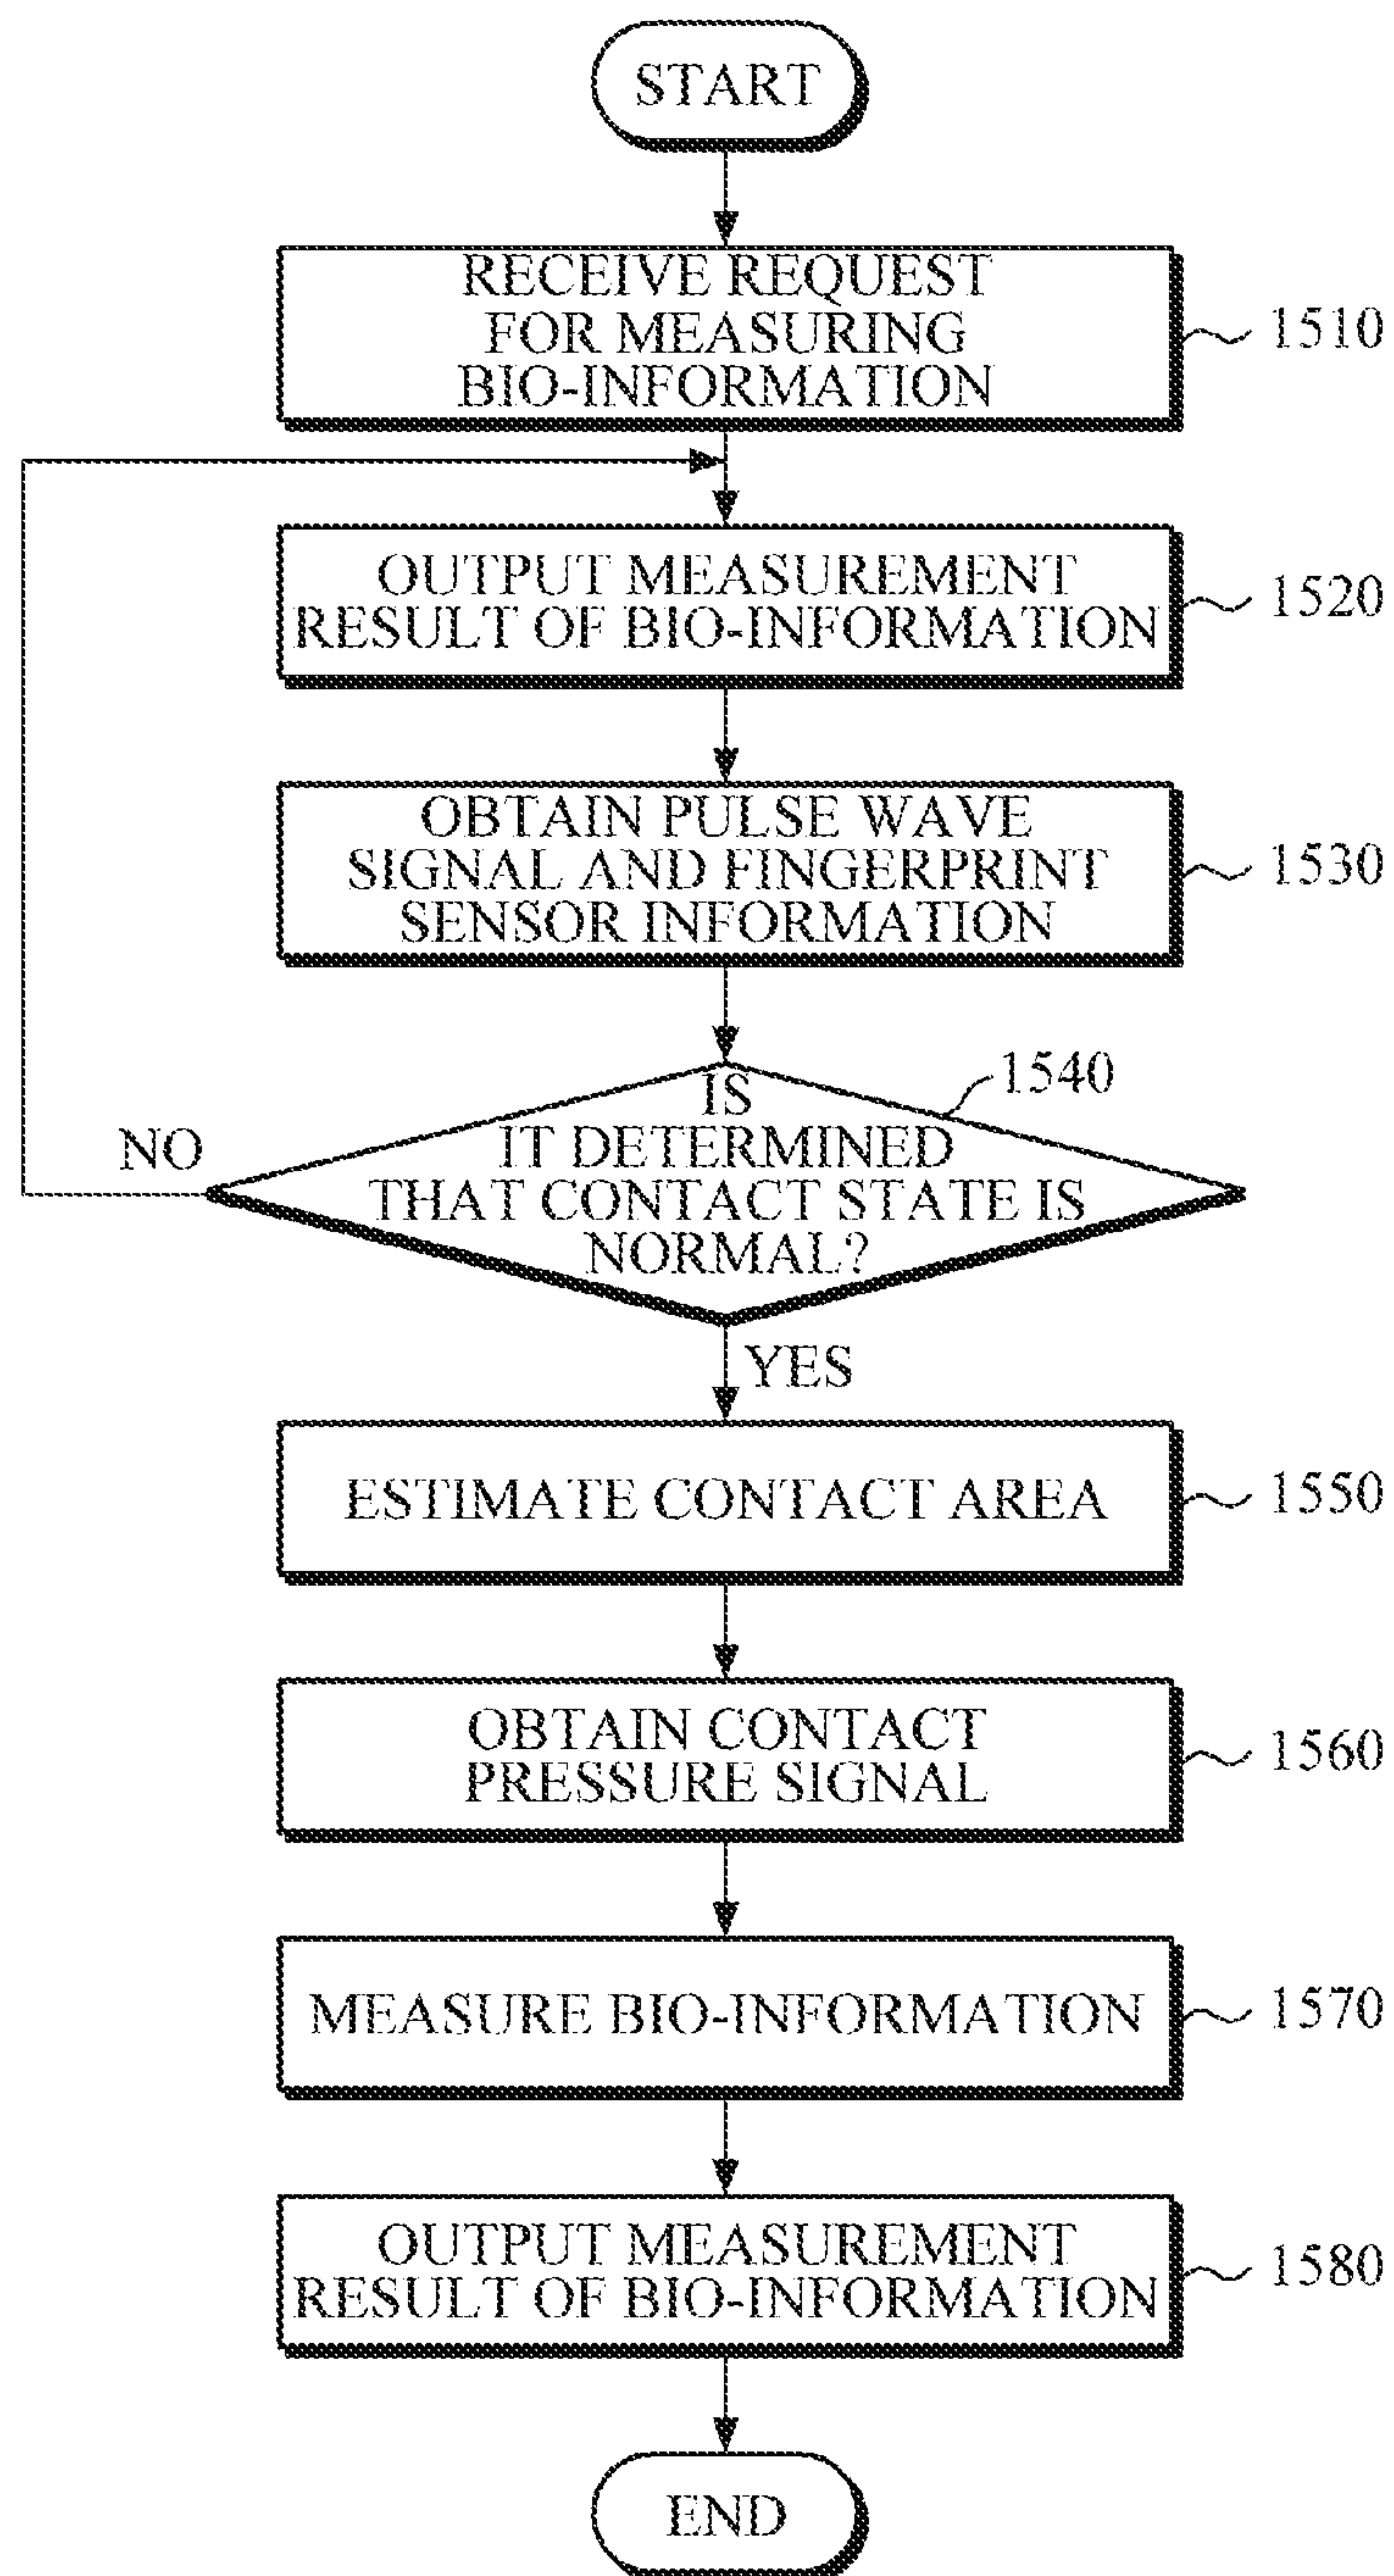 START
RECEIVE REQUEST
FOR MEASURING
BIO-INFORMATION
1510
OUTPUT MEASUREMENT
RESULT OF BIO-INFORMATION
1520
OBTAIN PULSE WAVE
SIGNAL AND FINGERPRINT
SENSOR INFORMATION
1530
1540
IS
IT DETERMINED
THAT CONTACT STATE IS
NORMAL?
NO
YES
ESTIMATE CONTACT AREA
1550
OBTAIN CONTACT
PRESSURE SIGNAL
1560
MEASURE BIO-INFORMATION
1570
OUTPUT MEASUREMENT
RESULT OF BIO-INFORMATION
1580
END